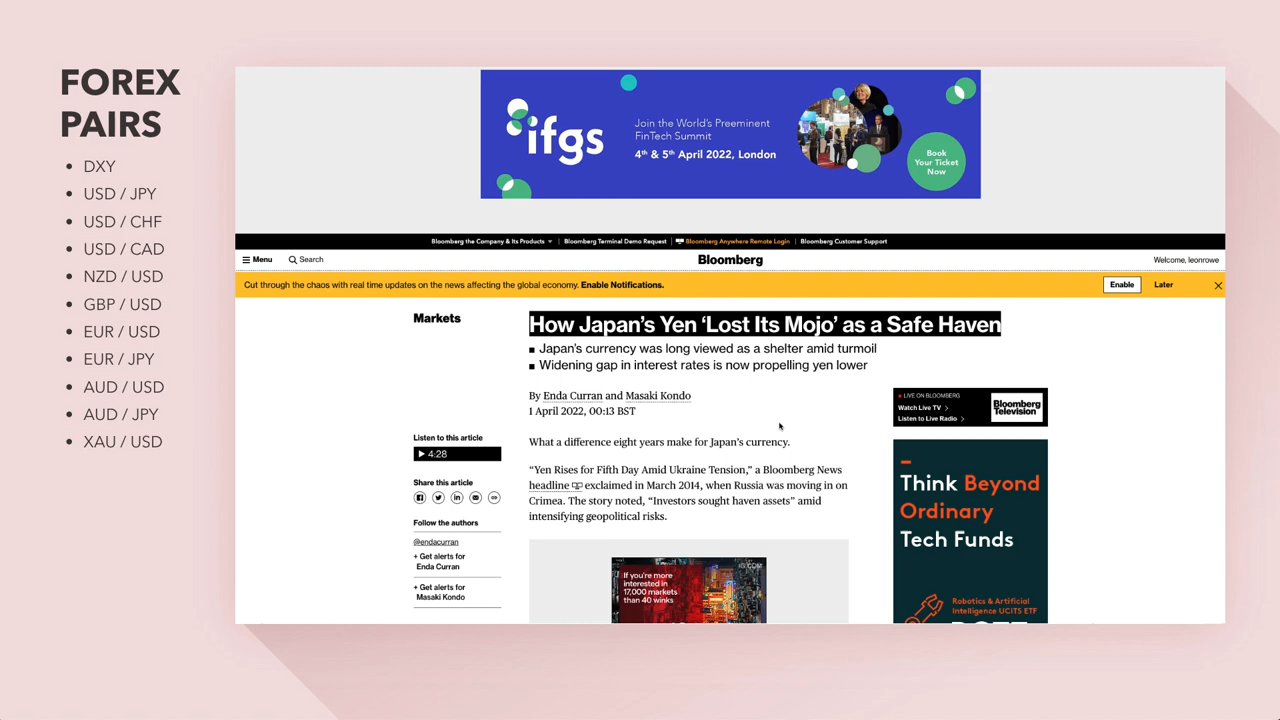 FOREX
PAIRS
DXY
USD / JPY
USD / CHF
USD / CAD
NZD / USD
GBP / USD
EUR / USD
EUR / JPY
AUD / USD
AUD / JPY
XAU / USD
ifgs
Join the World's Preeminent
FinTech Summit
4th & 5th April 2022, London
Book
Your Ticket
Now
Bloomberg the Company & Its Products
Bloomberg Terminal Demo Request
Bloomberg Anywhere Remote Login
Bloomberg Customer Support
Menu
Search
Bloomberg
Welcome, leonrowe
Cut through the chaos with real time updates on the news affecting the global economy. Enable Notifications.
Enable
Later
Markets
How Japan's Yen 'Lost Its Mojo' as a Safe Haven
Japan's currency was long viewed as a shelter amid turmoil
Widening gap in interest rates is now propelling yen lower
By Enda Curran and Masaki Kondo
1 April 2022, 00:13 BST
Listen to this article
4:28
Share this article
Follow the authors
@endacurran
+ Get alerts for
Enda Curran
+ Get alerts for
Masaki Kondo
What a difference eight years make for Japan's currency.
“Yen Rises for Fifth Day Amid Ukraine Tension,” a Bloomberg News
headline exclaimed in March 2014, when Russia was moving in on
Crimea. The story noted, “Investors sought haven assets” amid
intensifying geopolitical risks.
IG.COM
If you're more
interested in
17,000 markets
than 40 winks
LIVE ON BLOOMBERG
Watch Live TV
Listen to Live Radio
Bloomberg
Television
Think Beyond
Ordinary
Tech Funds
Robotics & Artificial
Intelligence UCITS ETF